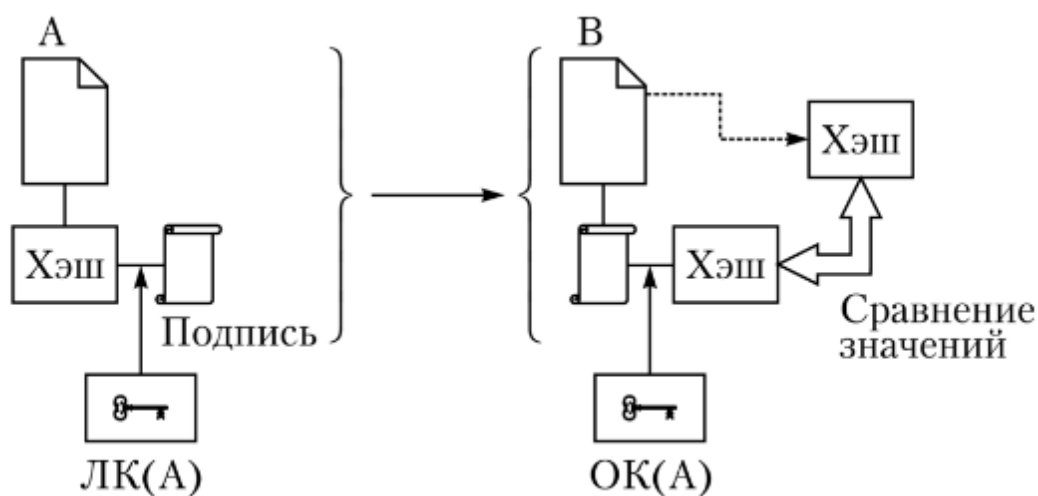 А
Хэш
Подпись
ЛК(А)
В
Хэш
Хэш
Сравнение
значений
ОК(А)